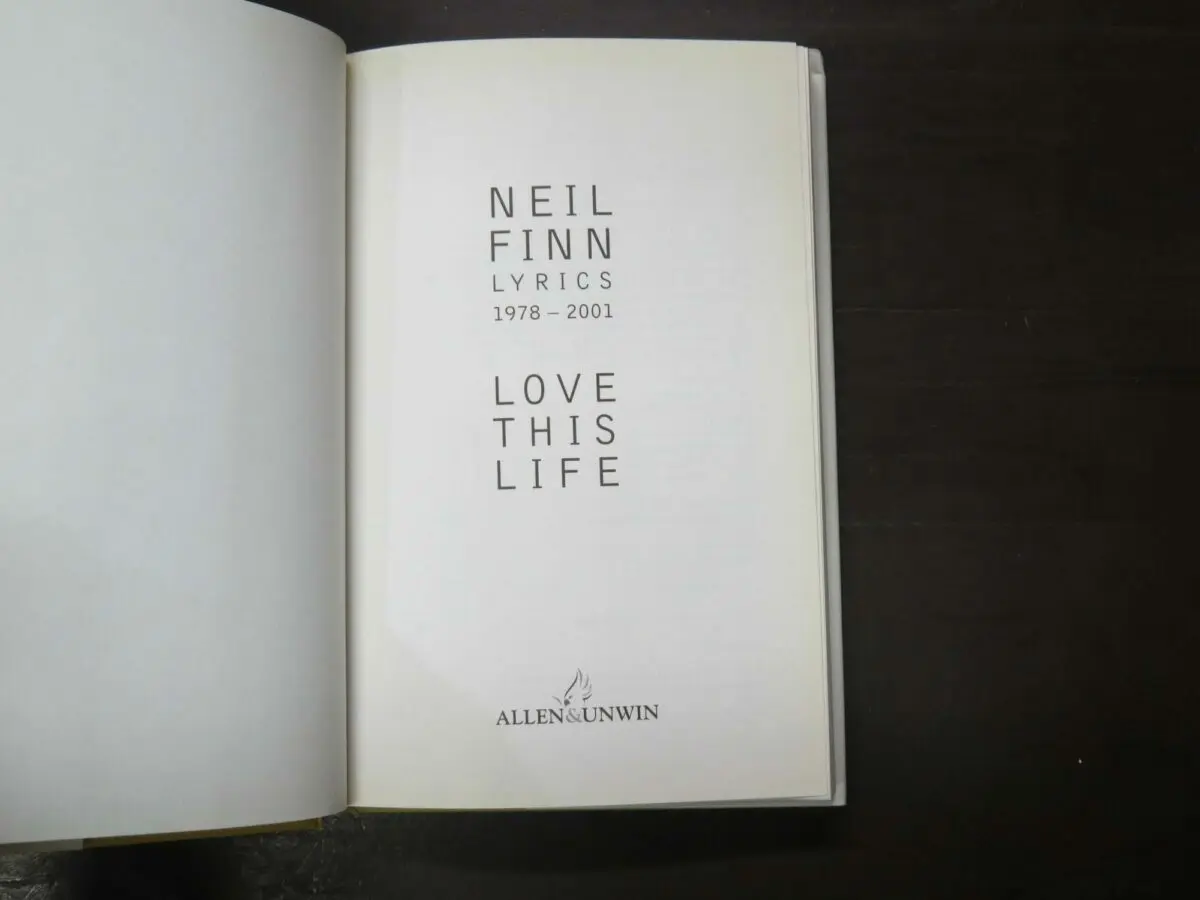 NEIL
FINN
LYRICS
1978 – 2001
LOVE
THIS
LIFE
ALLEN&UNWIN